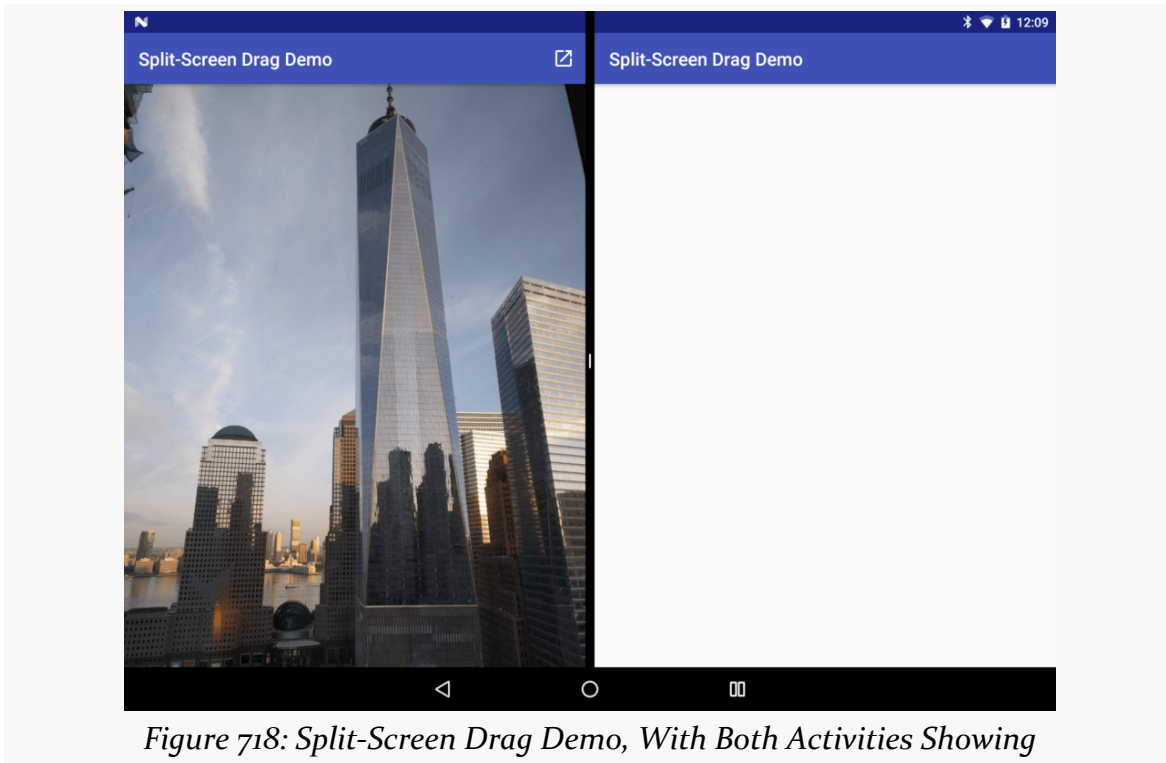 12:09
Split-Screen Drag Demo
Split-Screen Drag Demo
Figure 718: Split-Screen Drag Demo, With Both Activities Showing